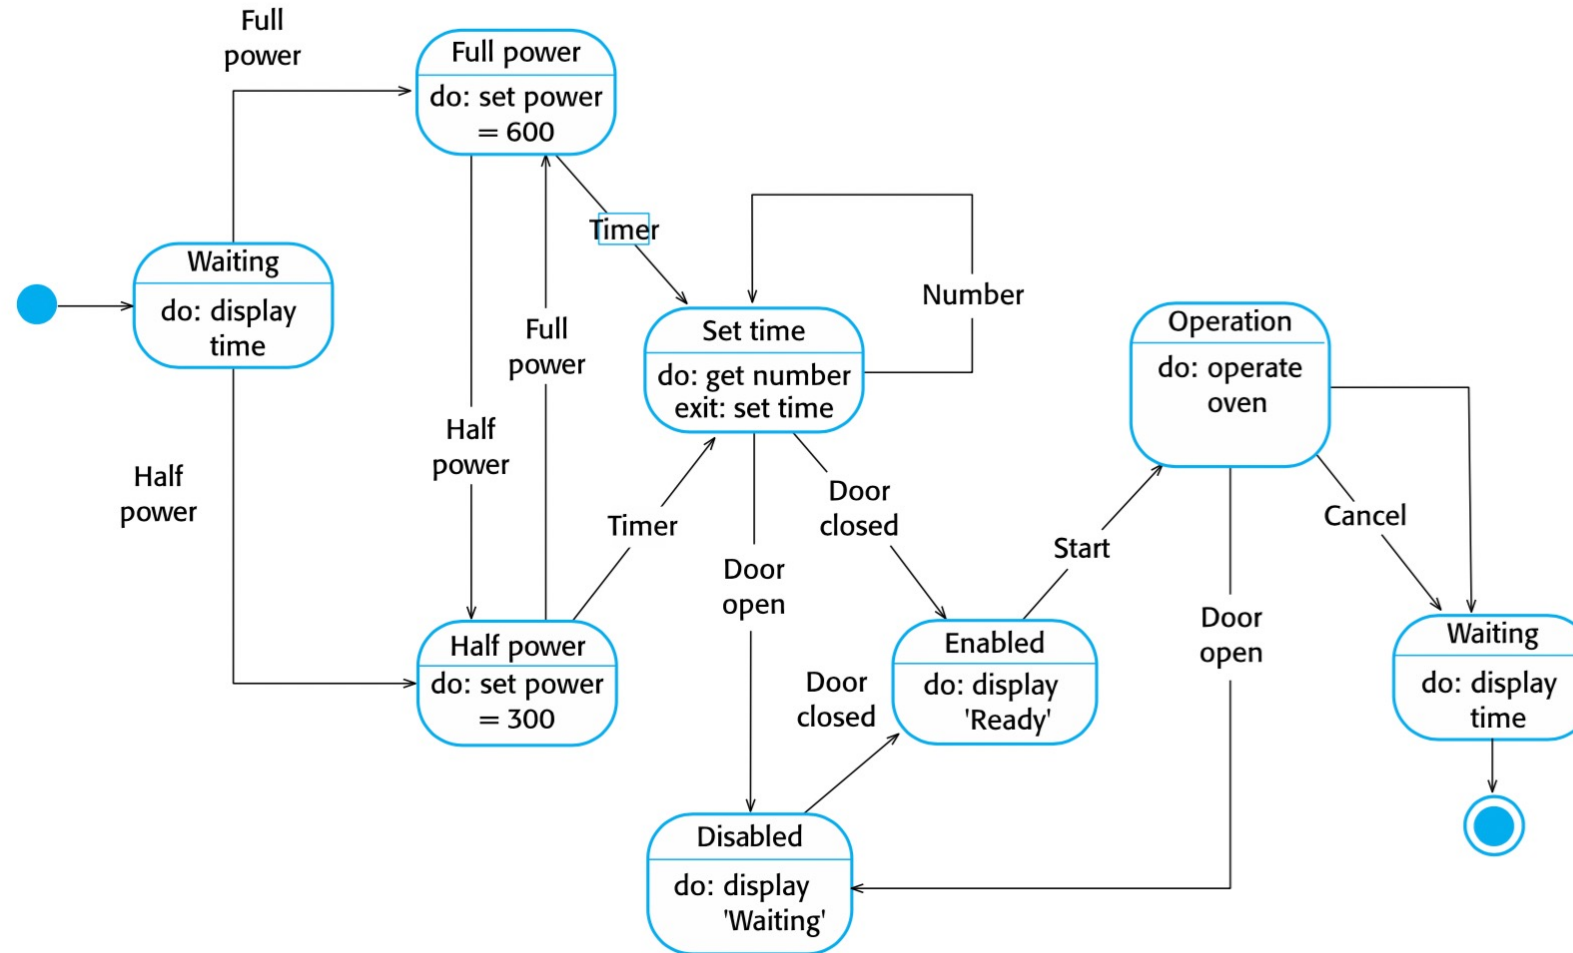 Full
power
Full power
do: set power
= 600
Timer
Waiting
do: display
time
Number
Full
power
Set time
do: get number
exit: set time
Operation
do: operate
oven
Half
power
Half
power
Timer
Door
closed
Door
open
Start
Cancel
Door
open
Half power
do: set power
= 300
Door
closed
Enabled
do: display
'Ready'
Waiting
do: display
time
Disabled
do: display
'Waiting'